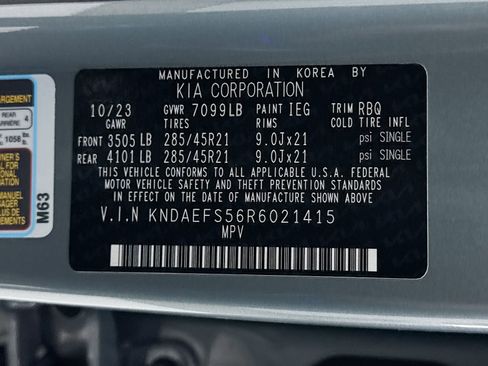 MANUFACTURED IN KOREA BY
KIA CORPORATION
10/23 GVWR 7099LB PAINT IEG TRIM RBQ
GAWR TIRES RIMS COLD TIRE INFL
FRONT 3505 LB 285/45R21 9.0Jx21 psi SINGLE
REAR 4101 LB 285/45R21 9.0Jx21 psi SINGLE
THIS VEHICLE CONFORMS TO ALL APPLICABLE U.S.A. FEDERAL
MOTOR VEHICLE SAFETY AND THEFT PREVENTION STANDARDS
IN EFFECT ON THE DATE OF MANUFACTURE SHOWN ABOVE.
V.I.N KNDAEFS56R6021415
MPV
REAR
4
M63